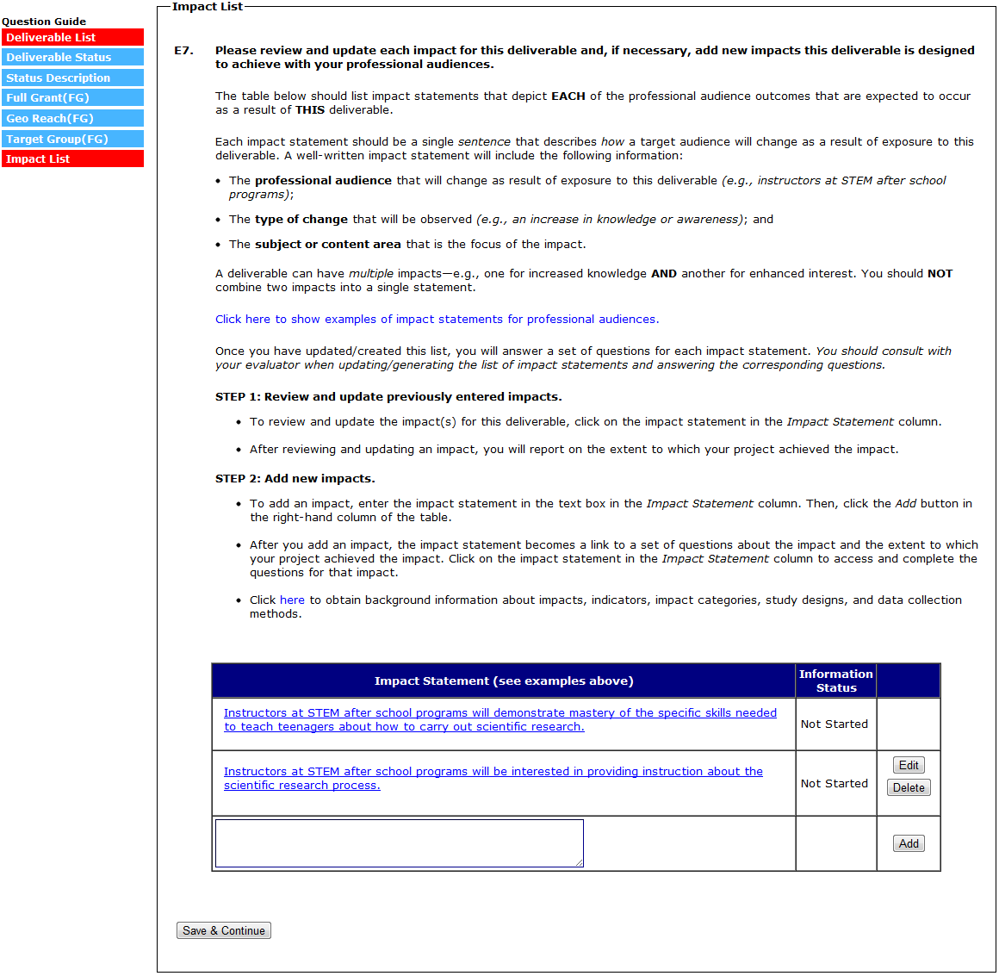 Question Guide
Deliverable List
Deliverable Status
Status Description
Full Grant(FG)
Geo Reach(FG)
Target Group(FG)
Impact List
Impact List
E7. Please review and update each impact for this deliverable and, if necessary, add new impacts this deliverable is designed
to achieve with your professional audiences.
The table below should list impact statements that depict EACH of the professional audience outcomes that are expected to occur
as a result of THIS deliverable.
Each impact statement should be a single sentence that describes how a target audience will change as a result of exposure to this
deliverable. A well-written impact statement will include the following information:
• The professional audience that will change as result of exposure to this deliverable (e.g., instructors at STEM after school
programs);
• The type of change that will be observed (e.g., an increase in knowledge or awareness); and
• The subject or content area that is the focus of the impact.
A deliverable can have multiple impacts—e.g., one for increased knowledge AND another for enhanced interest. You should NOT
combine two impacts into a single statement.
Click here to show examples of impact statements for professional audiences.
Once you have updated/created this list, you will answer a set of questions for each impact statement. You should consult with
your evaluator when updating/generating the list of impact statements and answering the corresponding questions.
STEP 1: Review and update previously entered impacts.
• To review and update the impact(s) for this deliverable, click on the impact statement in the Impact Statement column.
• After reviewing and updating an impact, you will report on the extent to which your project achieved the impact.
STEP 2: Add new impacts.
• To add an impact, enter the impact statement in the text box in the Impact Statement column. Then, click the Add button in
the right-hand column of the table.
• After you add an impact, the impact statement becomes a link to a set of questions about the impact and the extent to which
your project achieved the impact. Click on the impact statement in the Impact Statement column to access and complete the
questions for that impact.
• Click here to obtain background information about impacts, indicators, impact categories, study designs, and data collection
methods.
Impact Statement (see examples above)
Information
Status
Instructors at STEM after school programs will demonstrate mastery of the specific skills needed
to teach teenagers about how to carry out scientific research.
Not Started
Instructors at STEM after school programs will be interested in providing instruction about the
scientific research process.
Not Started
Edit
Delete
Add
Save & Continue